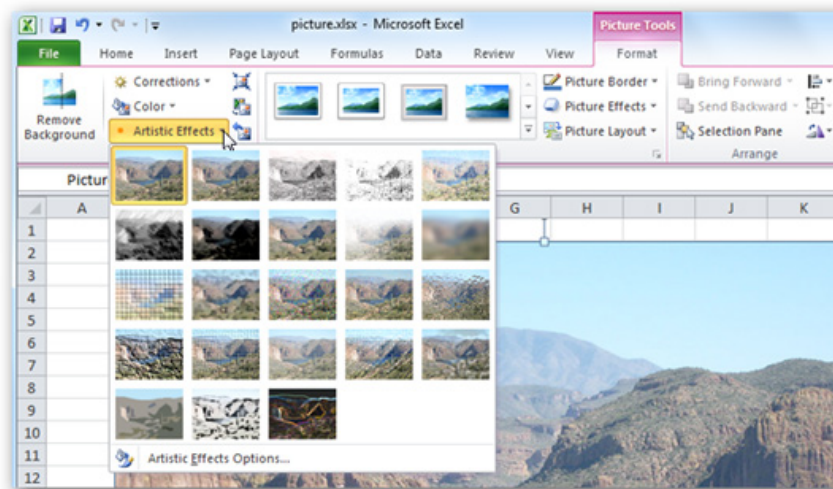 picture.xlsx - Microsoft Excel
Picture Tools
File Home Insert Page Layout Formulas Data Review View Format
Remove Background
Corrections
Color
Artistic Effects
Picture Border
Picture Effects
Picture Layout
Bring Forward
Send Backward
Selection Pane
Arrange
Pictur
A G H I J K
1
2
3
4
5
6
7
8
9
10
11
12
Artistic Effects Options...